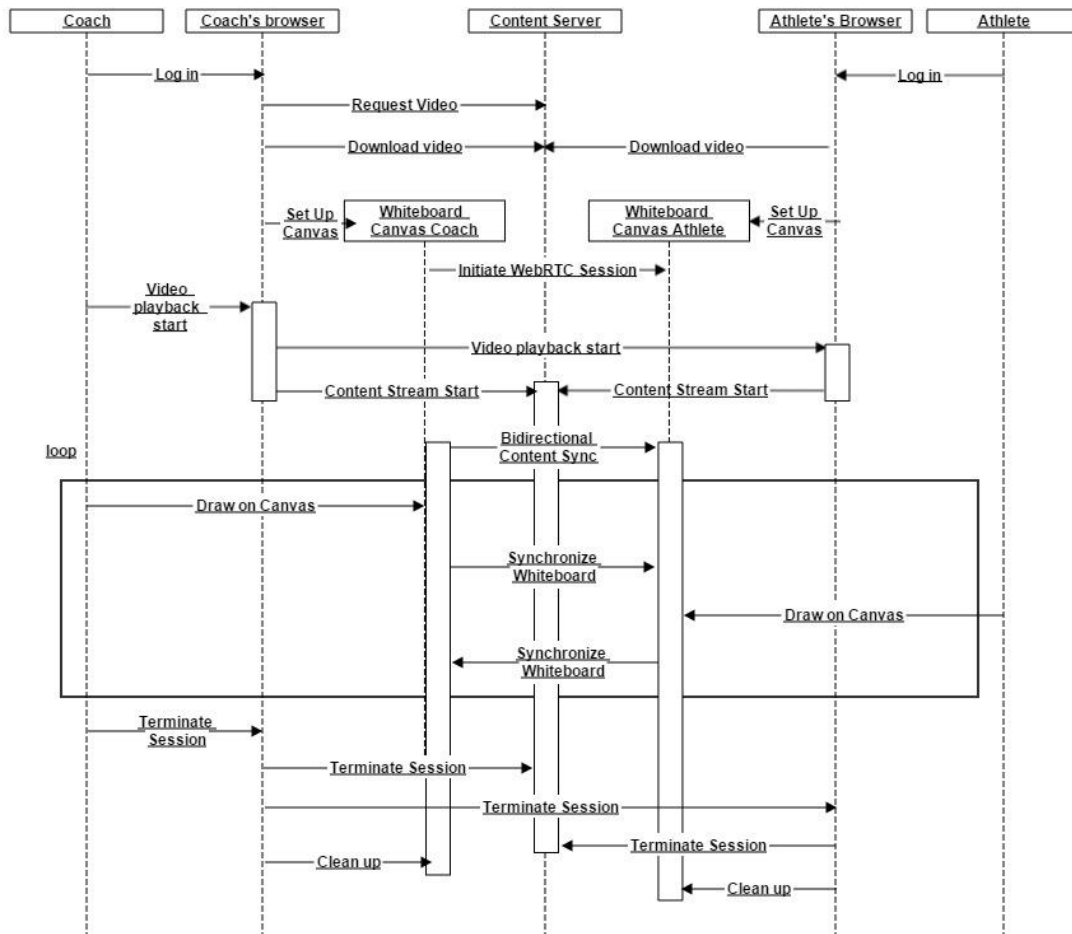 Coach
Coach's browser
Content Server
Athlete's Browser
Athlete
Log in
Log in
Request Video
Download video
Download video
Set Up
Canvas
Whiteboard
Canvas Coach
Whiteboard
Canvas Athlete
Set Up
Canvas
Initiate WebRTC Session
Video
playback
start
Video playback start
Content Stream Start
Content Stream Start
Bidirectional
Content Sync
loop
Draw on Canvas
Synchronize
Whiteboard
Draw on Canvas
Synchronize
Whiteboard
Terminate
Session
Terminate Session
Terminate Session
Terminate Session
Clean up
Clean up